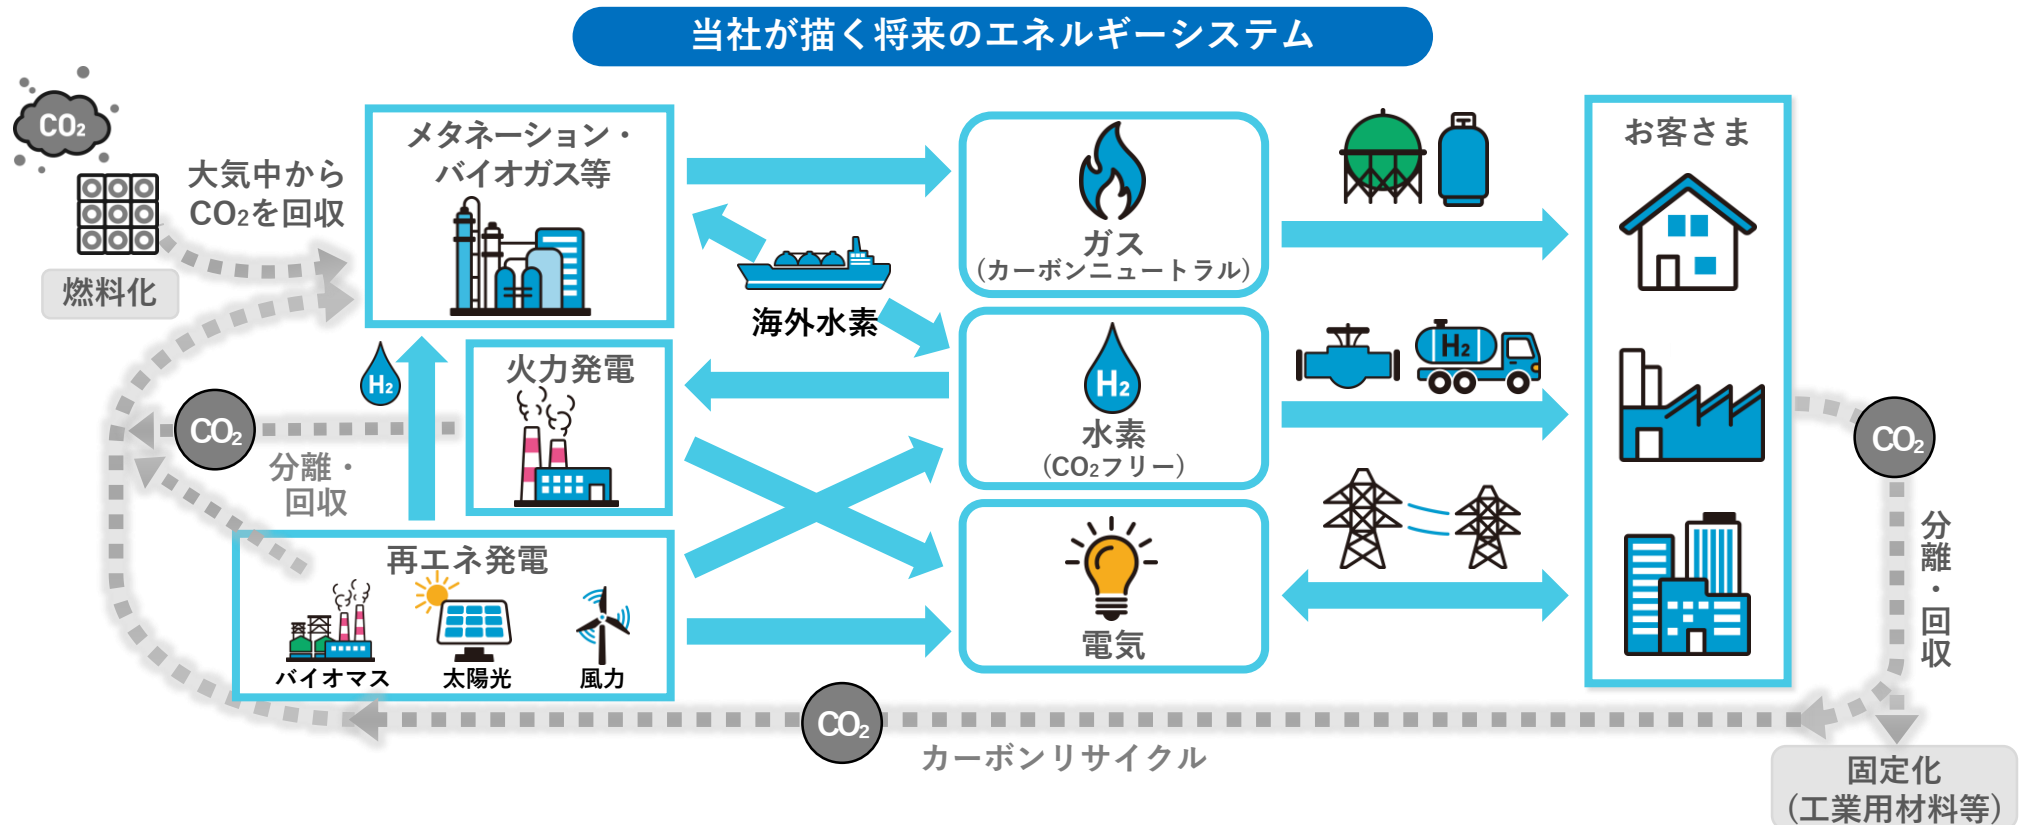 当社が描く将来のエネルギーシステム
CO₂
大気中から
CO₂を回収
燃料化
メタネーション・
バイオガス等
海外水素
ガス
(カーボンニュートラル)
お客さま
H₂
火力発電
H₂
水素
(CO₂フリー)
H₂
CO₂
分離・
回収
CO₂
分離・回収
再エネ発電
バイオマス
太陽光
風力
電気
CO₂
カーボンリサイクル
固定化
(工業用材料等)